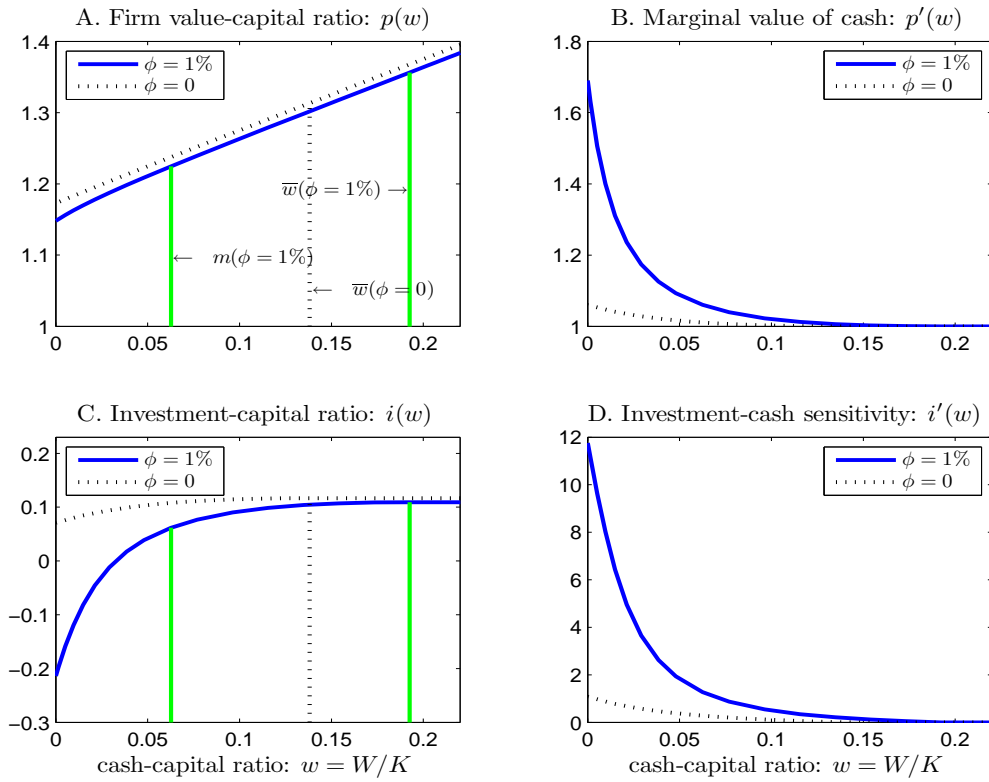 A. Firm value-capital ratio: p(w)
1.4
1.3
1.2
1.1
1
0 0.05 0.1 0.15 0.2
ϕ = 1%
ϕ = 0
w̅(ϕ = 1%) →
← m(ϕ = 1%)
← w̅(ϕ = 0)
B. Marginal value of cash: p′(w)
1.8
1.6
1.4
1.2
1
0 0.05 0.1 0.15 0.2
ϕ = 1%
ϕ = 0
C. Investment-capital ratio: i(w)
0.2
0.1
0
−0.1
−0.2
−0.3
0 0.05 0.1 0.15 0.2
ϕ = 1%
ϕ = 0
cash-capital ratio: w = W/K
D. Investment-cash sensitivity: i′(w)
12
10
8
6
4
2
0
0 0.05 0.1 0.15 0.2
ϕ = 1%
ϕ = 0
cash-capital ratio: w = W/K